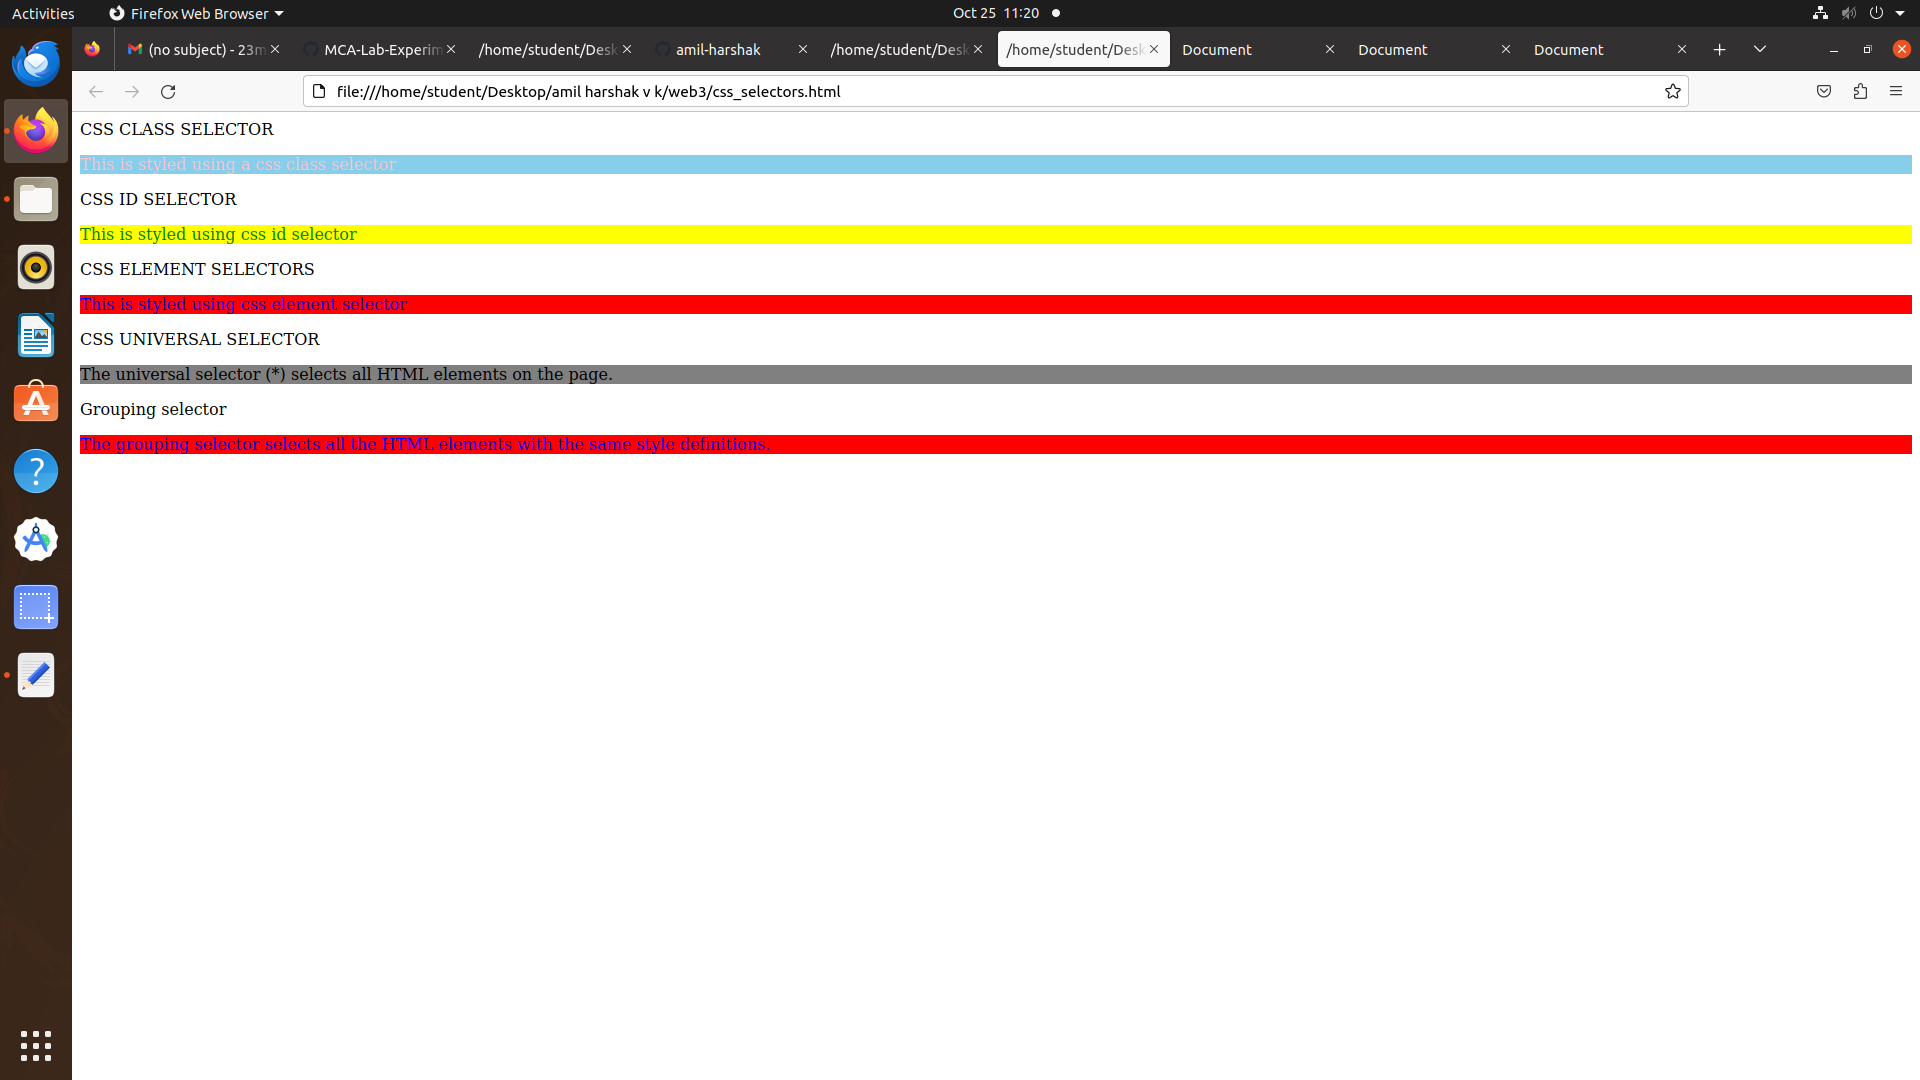 Activities
Firefox Web Browser
Oct 25 11:20
(no subject) - 23m
MCA-Lab-Experim
/home/student/Desk
amil-harshak
/home/student/Desk
/home/student/Desk
Document
Document
Document
file:///home/student/Desktop/amil harshak v k/web3/css_selectors.html
CSS CLASS SELECTOR
This is styled using a css class selector
CSS ID SELECTOR
This is styled using css id selector
CSS ELEMENT SELECTORS
This is styled using css element selector
CSS UNIVERSAL SELECTOR
The universal selector (*) selects all HTML elements on the page.
Grouping selector
The grouping selector selects all the HTML elements with the same style definitions.